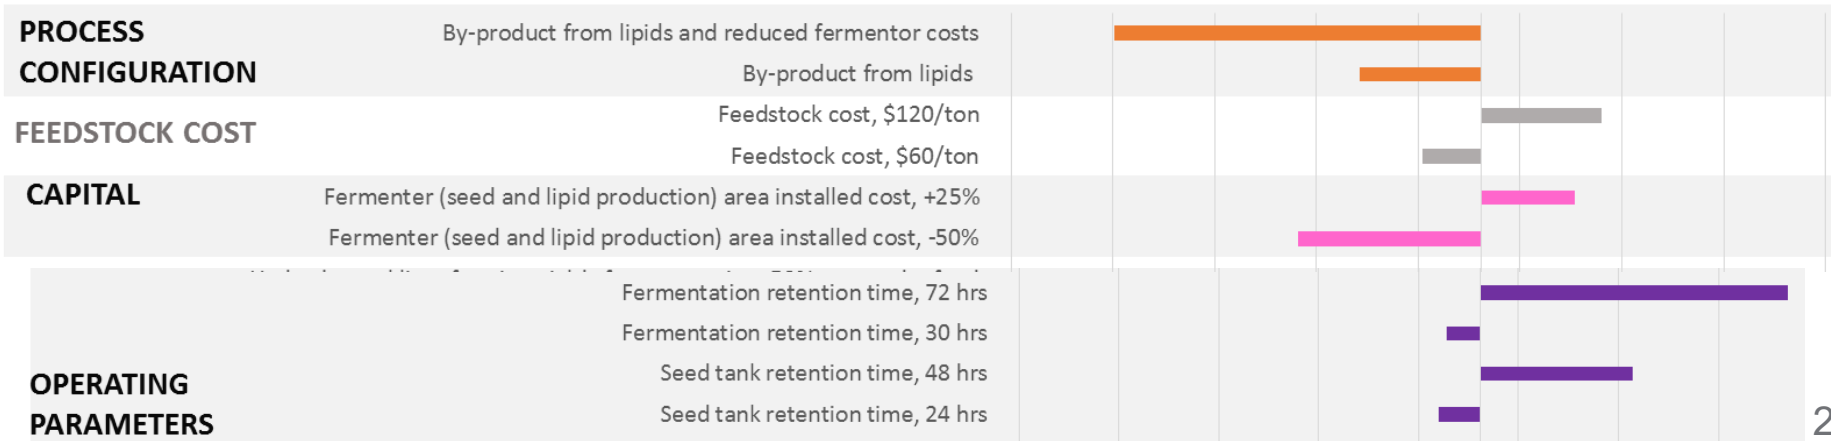 PROCESS
CONFIGURATION
By-product from lipids and reduced fermentor costs
By-product from lipids
FEEDSTOCK COST
Feedstock cost, $120/ton
Feedstock cost, $60/ton
CAPITAL
Fermenter (seed and lipid production) area installed cost, +25%
Fermenter (seed and lipid production) area installed cost, -50%
Fermentation retention time, 72 hrs
Fermentation retention time, 30 hrs
OPERATING
PARAMETERS
Seed tank retention time, 48 hrs
Seed tank retention time, 24 hrs
2